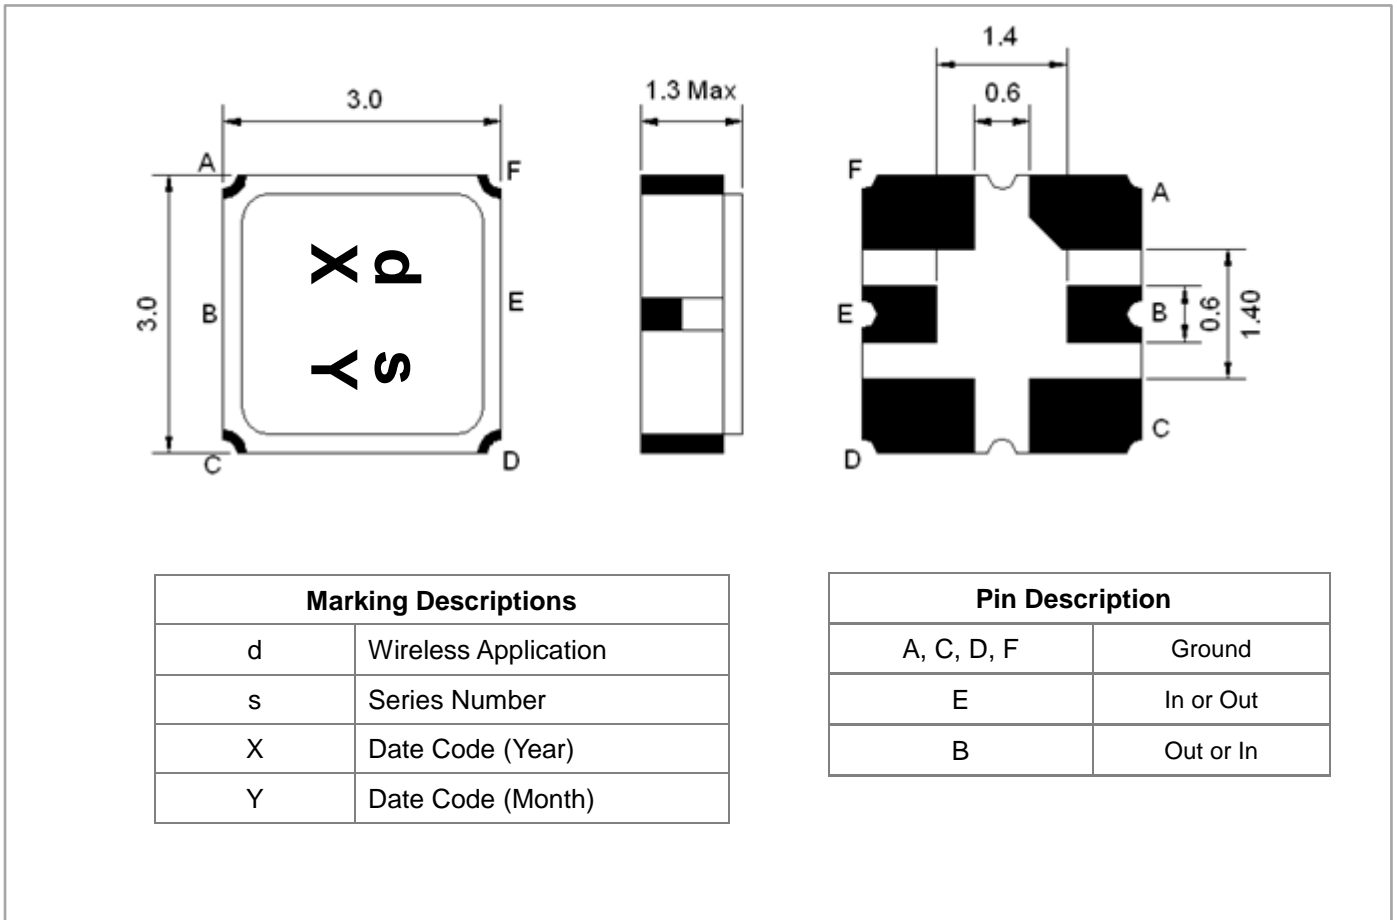 1.4
3.0
1.3 Max
0.6
A
F
F
A
d
X
3.0
B
E
E
B
0.6
1.40
s
Y
C
D
D
C
Marking Descriptions
d Wireless Application
s Series Number
X Date Code (Year)
Y Date Code (Month)
Pin Description
A, C, D, F Ground
E In or Out
B Out or In